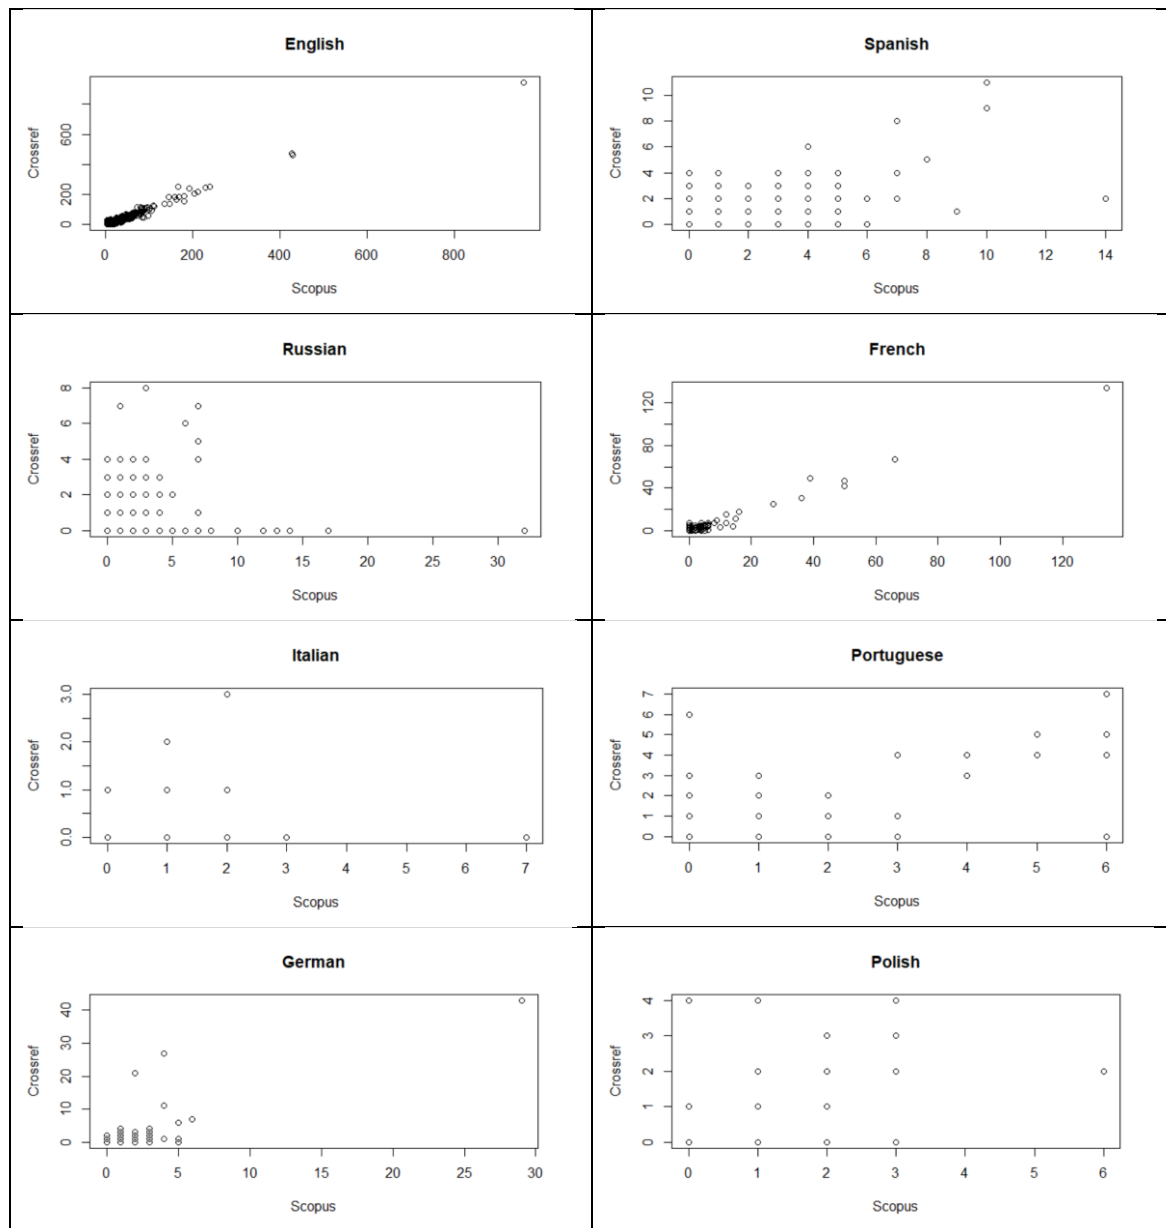 English
Crossref
0 200 600
0 200 400 600 800
Scopus
Spanish
Crossref
0 2 4 6 8 10
0 2 4 6 8 10 12 14
Scopus
Russian
Crossref
0 2 4 6 8
0 5 10 15 20 25 30
Scopus
French
Crossref
0 40 80 120
0 20 40 60 80 100 120
Scopus
Italian
Crossref
0.0 1.0 2.0 3.0
0 1 2 3 4 5 6 7
Scopus
Portuguese
Crossref
0 1 2 3 4 5 6 7
0 1 2 3 4 5 6
Scopus
German
Crossref
0 10 20 30 40
0 5 10 15 20 25 30
Scopus
Polish
Crossref
0 1 2 3 4
0 1 2 3 4 5 6
Scopus